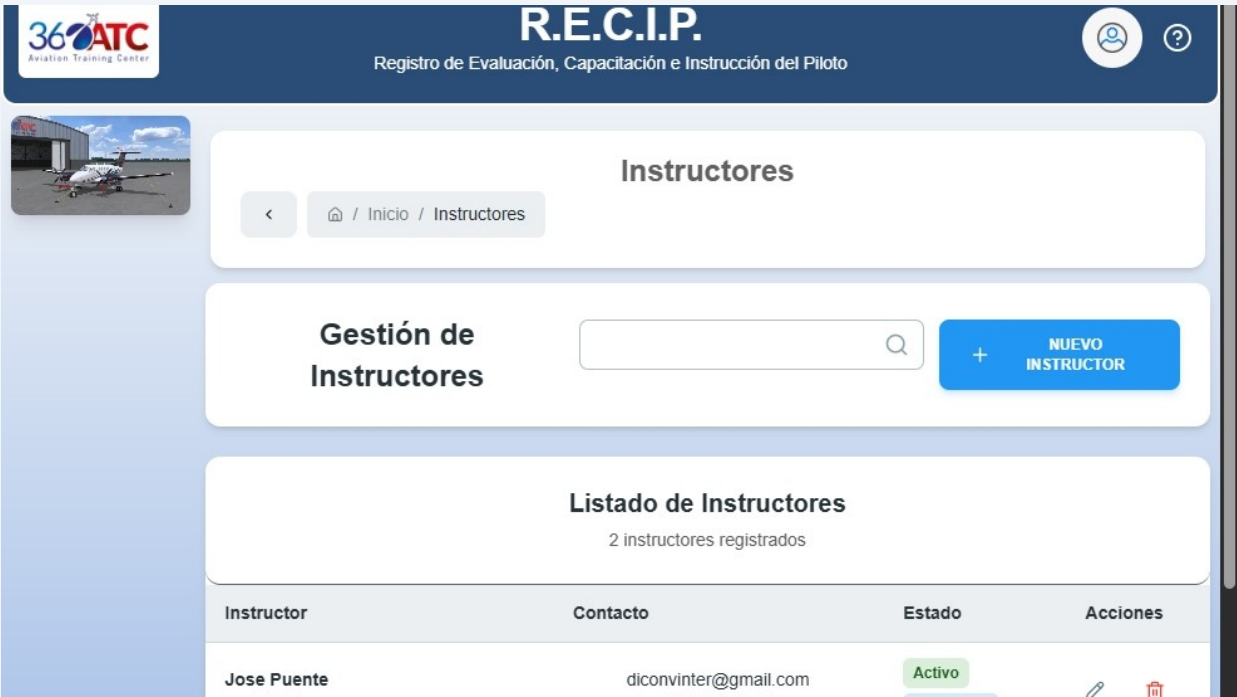 360ATC
Aviation Training Center
R.E.C.I.P.
Registro de Evaluación, Capacitación e Instrucción del Piloto
Instructores
/ Inicio / Instructores
Gestión de
Instructores
+ NUEVO
INSTRUCTOR
Listado de Instructores
2 instructores registrados
Instructor Contacto Estado Acciones
Jose Puente diconvinter@gmail.com Activo